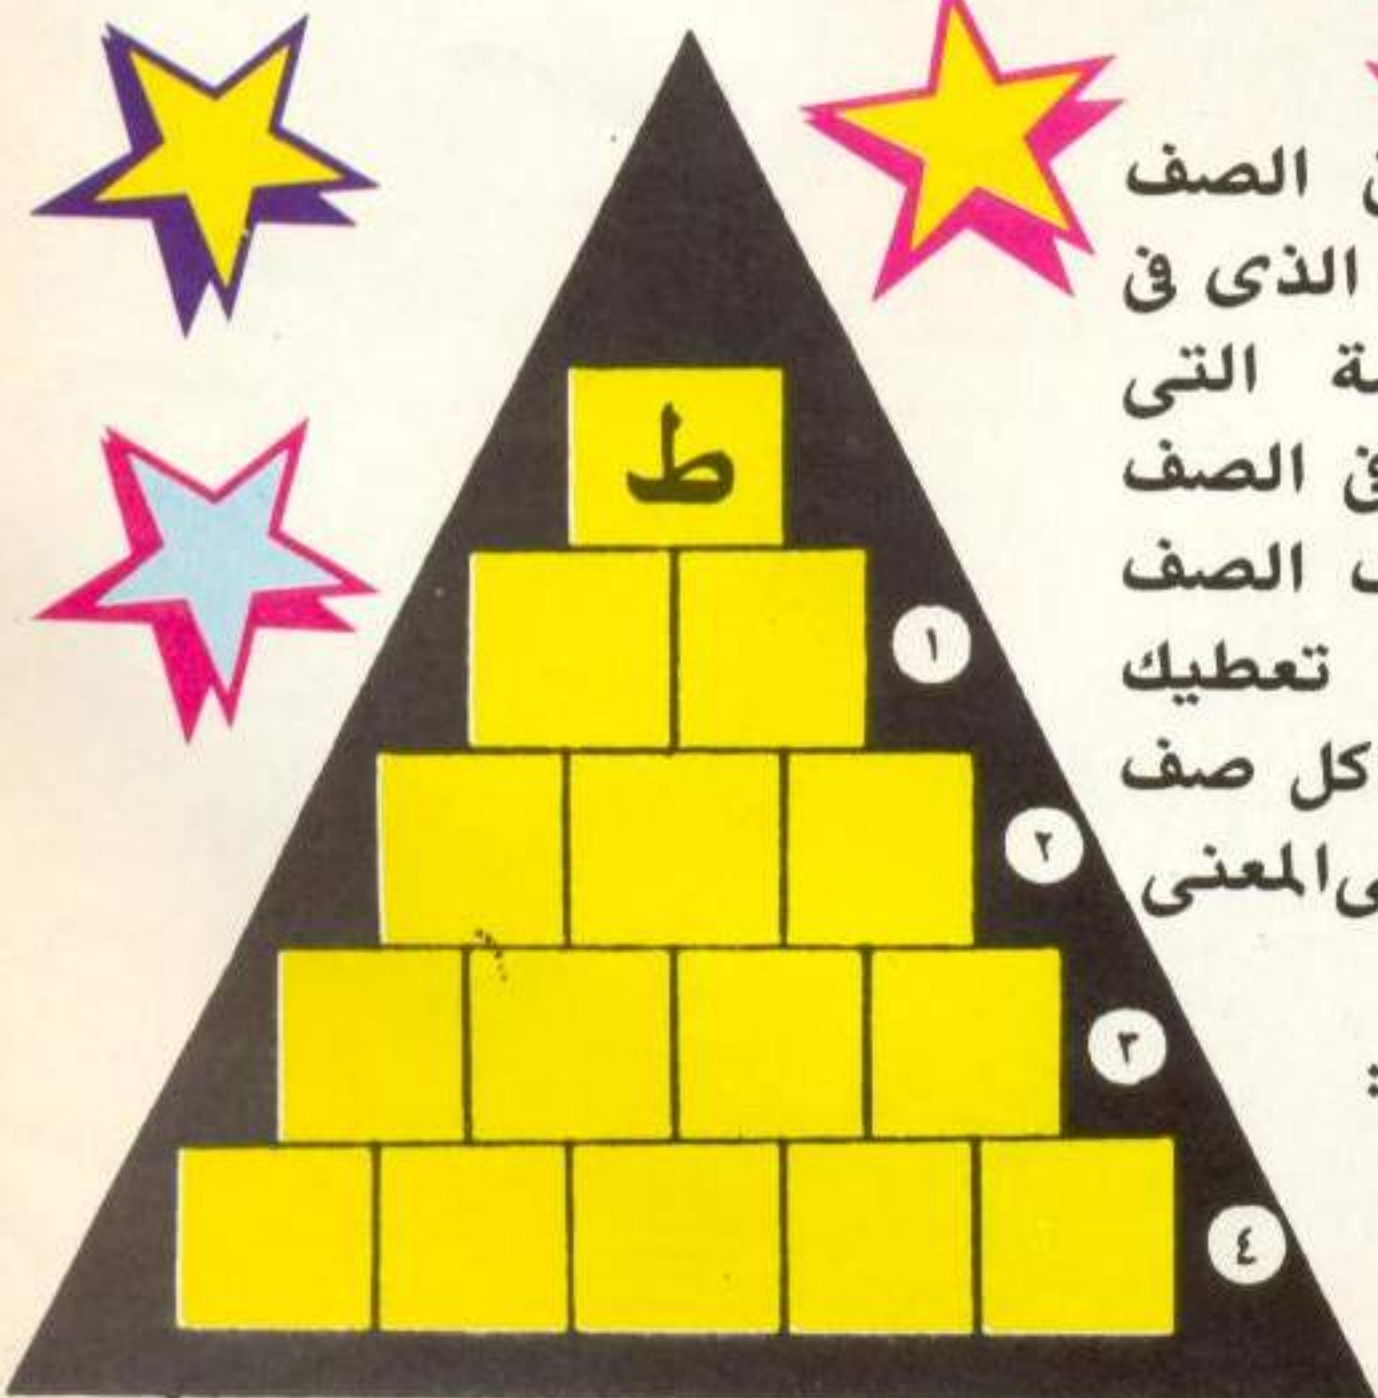 الصف
الذى فى
التى
فى الصف
الصف
تعطيك
كل صف
المعنى
:
ط
١
٢
٣
٤